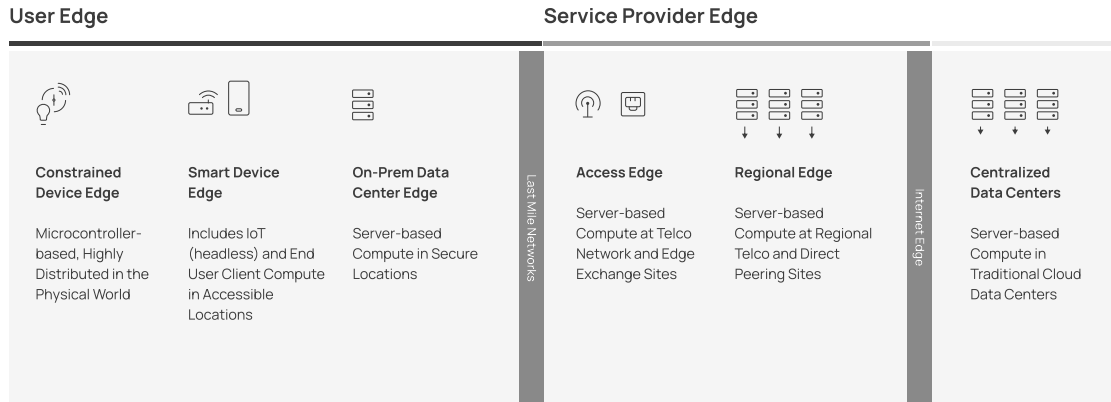 User Edge
Service Provider Edge
Constrained
Device Edge
Microcontroller-
based, Highly
Distributed in the
Physical World
Smart Device
Edge
Includes IoT
(headless) and End
User Client Compute
in Accessible
Locations
On-Prem Data
Center Edge
Server-based
Compute in Secure
Locations
Last Mile Networks
Access Edge
Server-based
Compute at Telco
Network and Edge
Exchange Sites
Regional Edge
Server-based
Compute at Regional
Telco and Direct
Peering Sites
Internet Edge
Centralized
Data Centers
Server-based
Compute in
Traditional Cloud
Data Centers